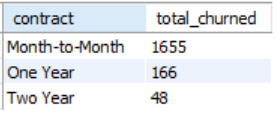 contract total_churned
Month-to-Month 1655
One Year 166
Two Year 48